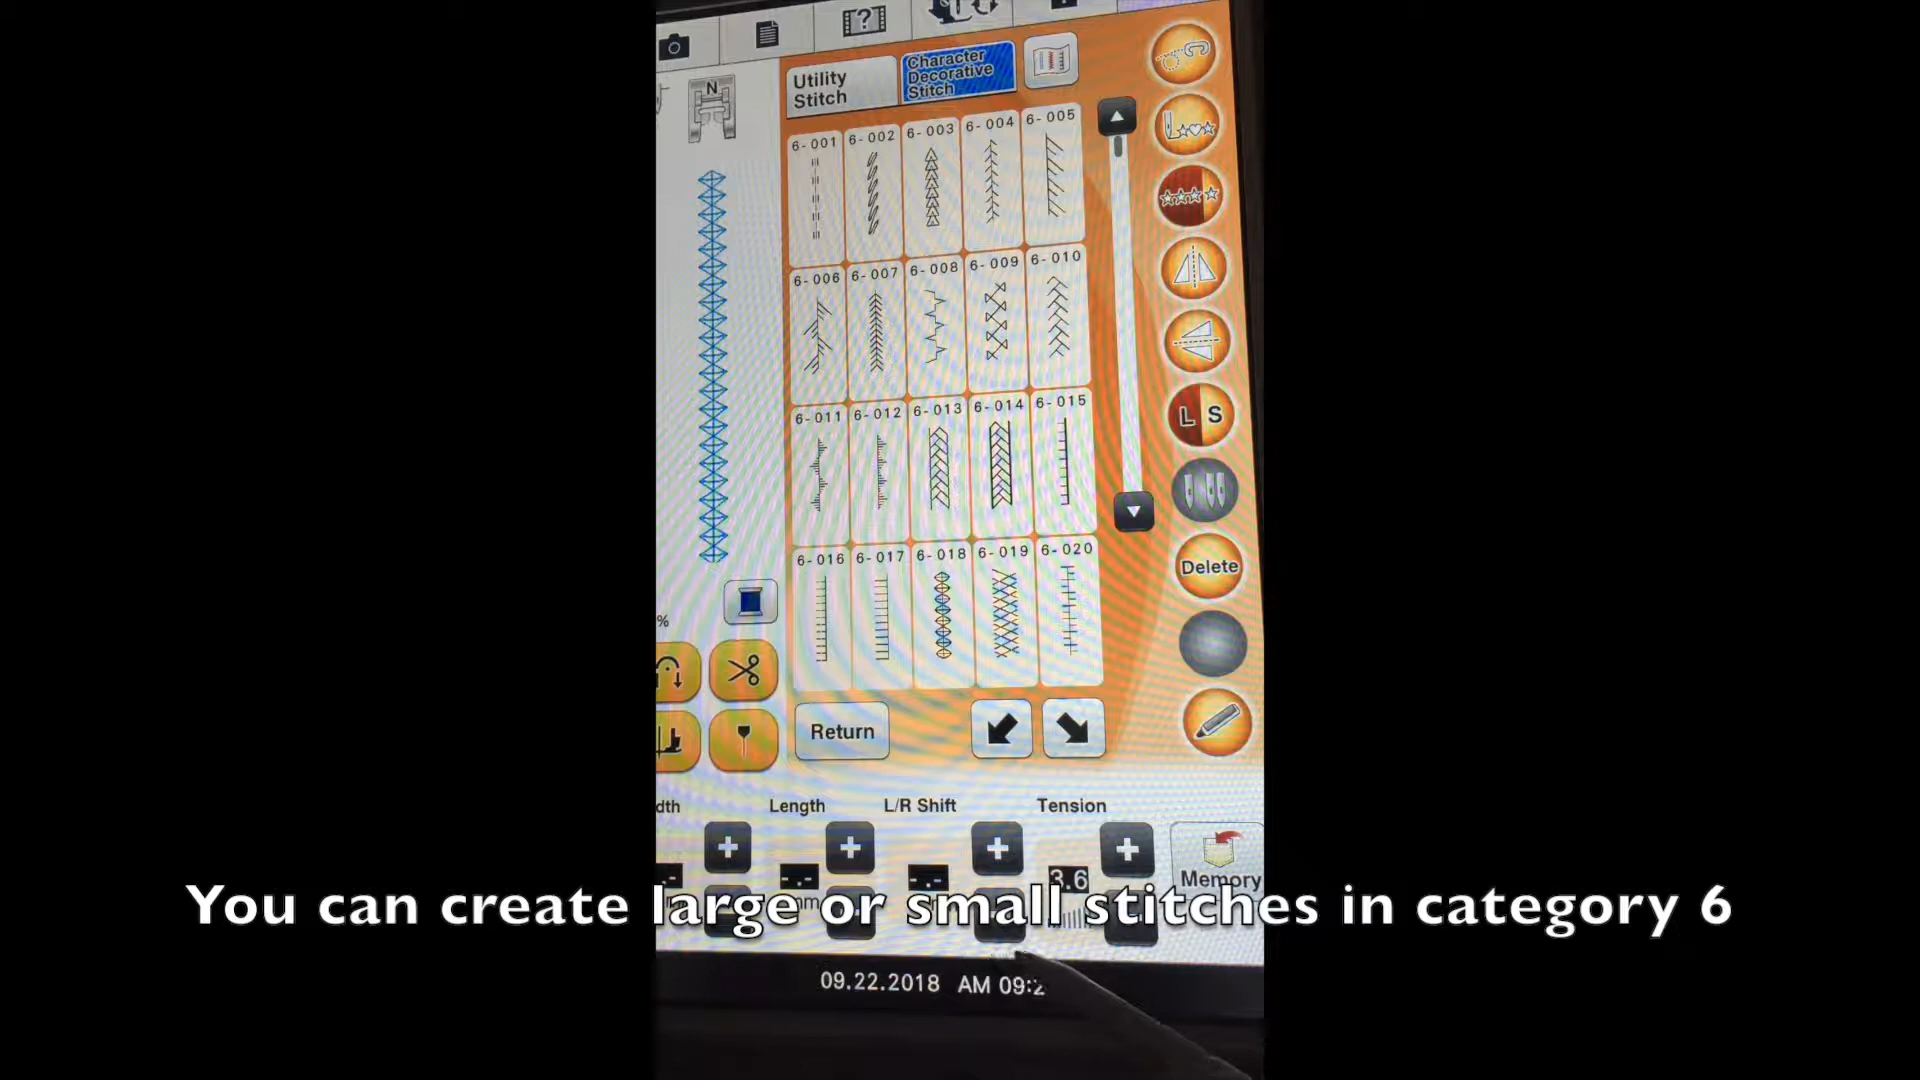 ?
N
Utility
Stitch
Character
Decorative
Stitch
6-001 6-002 6-003 6-004 6-005
6-006 6-007 6-008 6-009 6-010
6-011 6-012 6-013 6-014 6-015
6-016 6-017 6-018 6-019 6-020
L S
Delete
%
Return
dth Length L/R Shift Tension
-.- -.- 3.6
Memory
You can create large or small stitches in category 6
09.22.2018 AM 09:2